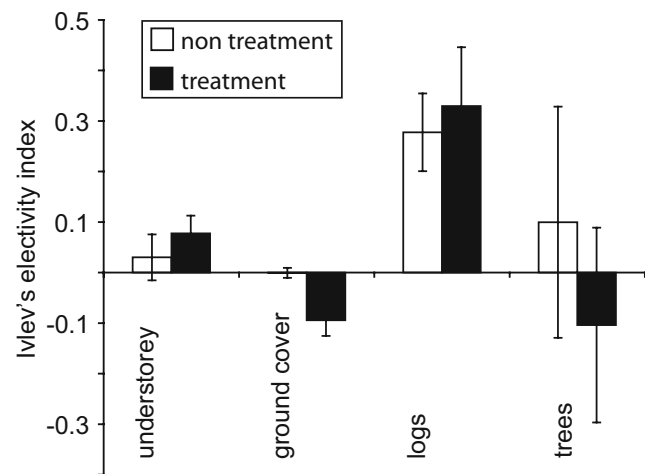 0.5
0.3
0.1
-0.1
-0.3
Ivlev's electivity index
non treatment
treatment
understorey
ground cover
logs
trees